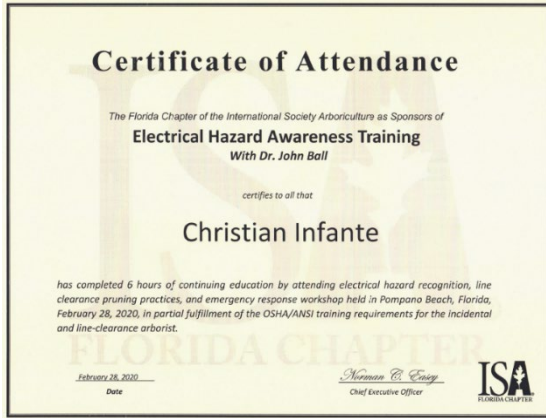 Certificate of Attendance
The Florida Chapter of the International Society Arboriculture as Sponsors of
Electrical Hazard Awareness Training
With Dr. John Ball
certifies to all that
Christian Infante
has completed 6 hours of continuing education by attending electrical hazard recognition, line
clearance pruning practices, and emergency response workshop held in Pompano Beach, Florida,
February 28, 2020, in partial fulfillment of the OSHA/ANSI training requirements for the incidental
and line-clearance arborist.
ISA
FLORIDA CHAPTER
February 28, 2020
Date
Norman C. Easey
Chief Executive Officer
ISA
FLORIDA CHAPTER